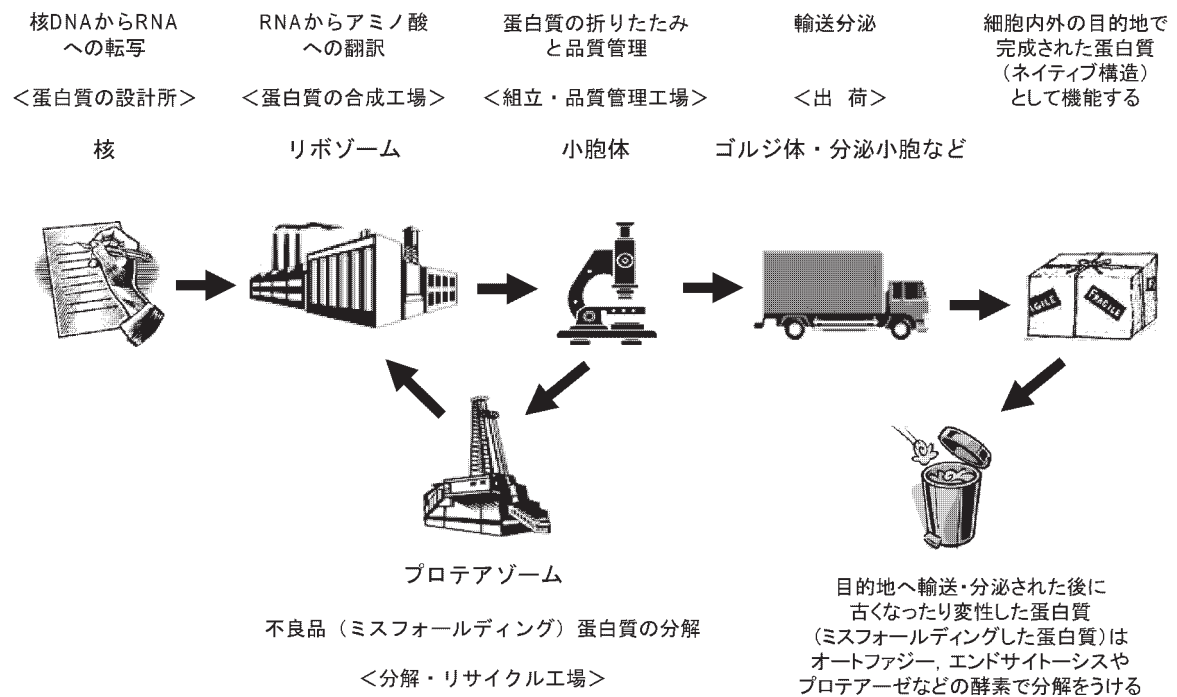 核DNAからRNA
への転写
<蛋白質の設計所>
核
RNAからアミノ酸
への翻訳
<蛋白質の合成工場>
リボゾーム
蛋白質の折りたたみ
と品質管理
<組立・品質管理工場>
小胞体
輸送分泌
<出 荷>
ゴルジ体・分泌小胞など
細胞内外の目的地で
完成された蛋白質
(ネイティブ構造)
として機能する
FRAGILE
プロテアゾーム
不良品(ミスフォールディング)蛋白質の分解
<分解・リサイクル工場>
目的地へ輸送・分泌された後に
古くなったり変性した蛋白質
(ミスフォールディングした蛋白質)は
オートファジー, エンドサイトーシスや
プロテアーゼなどの酵素で分解をうける